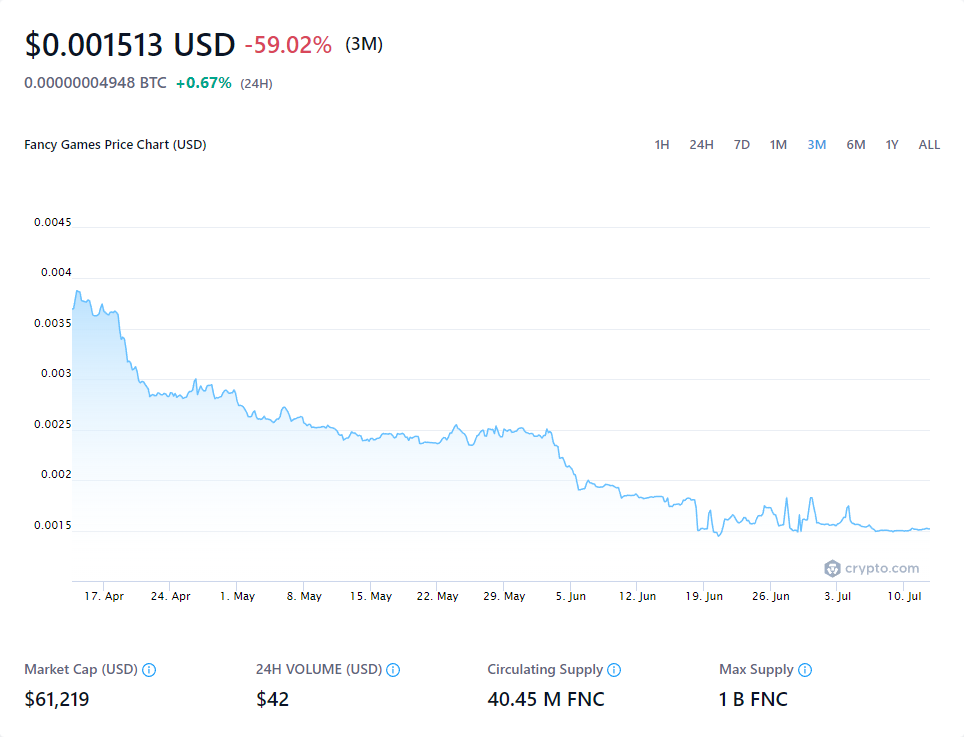 $0.001513 USD -59.02% (3M)
0.00000004948 BTC +0.67% (24H)
Fancy Games Price Chart (USD) 1H 24H 7D 1M 3M 6M 1Y ALL
0.0045
0.004
0.0035
0.003
0.0025
0.002
0.0015
crypto.com
17. Apr 24. Apr 1. May 8. May 15. May 22. May 29. May 5. Jun 12. Jun 19. Jun 26. Jun 3. Jul 10. Jul
Market Cap (USD) 24H VOLUME (USD) Circulating Supply Max Supply
$61,219 $42 40.45 M FNC 1 B FNC